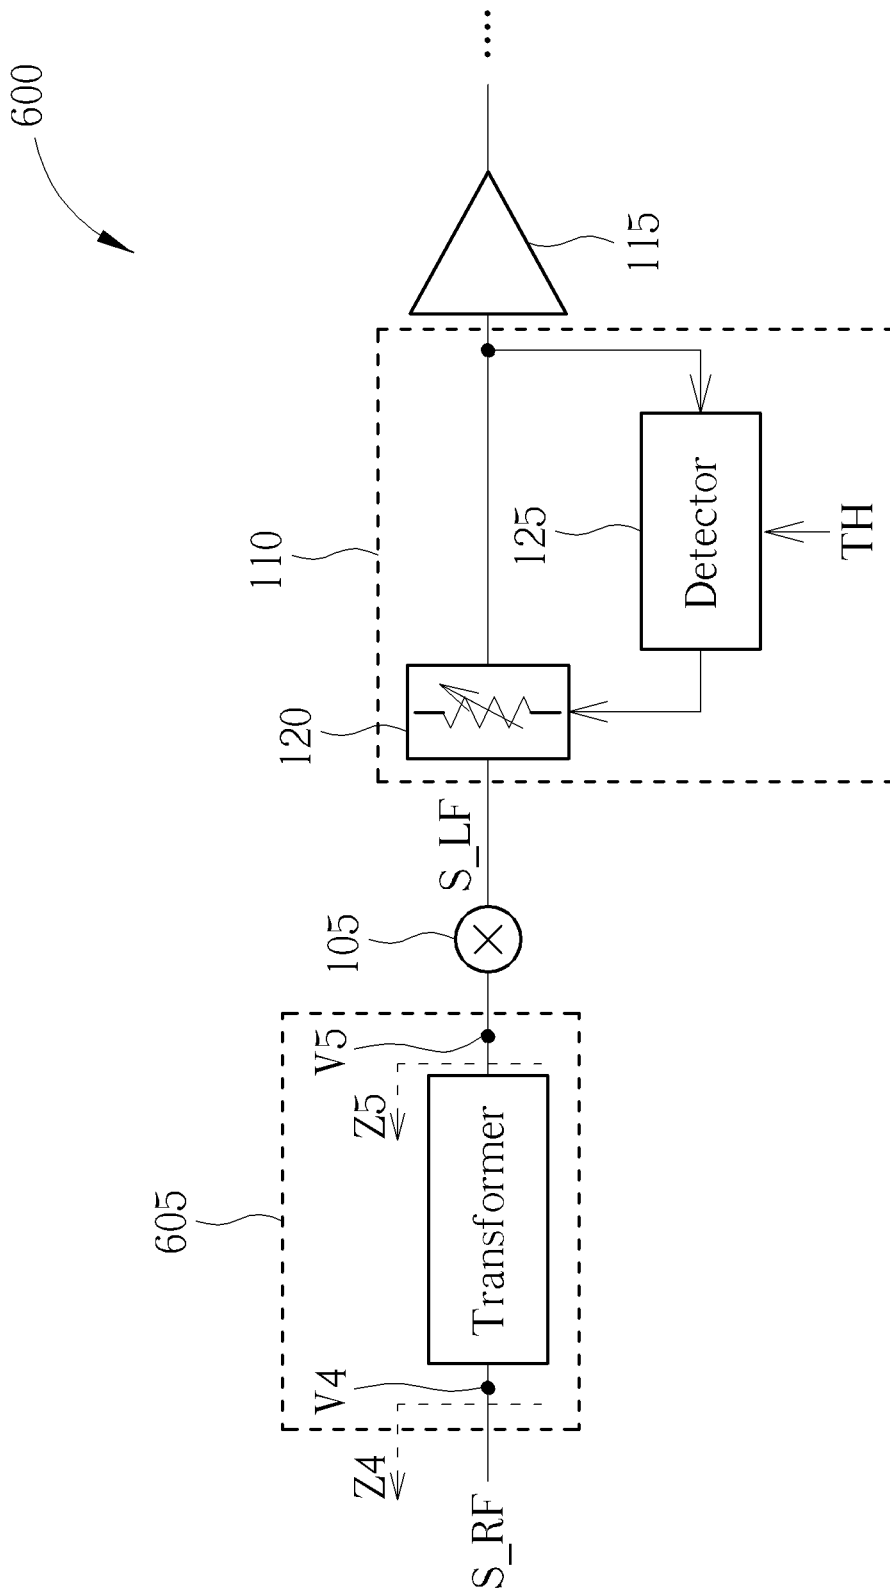 600
605
110
Z4
V4
Z5
V5
105
120
125
115
S_RF
Transformer
S_LF
Detector
TH